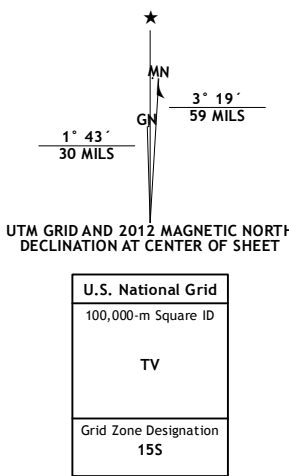 ★
MN
3° 19´
59 MILS
GN
1° 43´
30 MILS
UTM GRID AND 2012 MAGNETIC NORTH
DECLINATION AT CENTER OF SHEET
U.S. National Grid
100,000-m Square ID
TV
Grid Zone Designation
15S